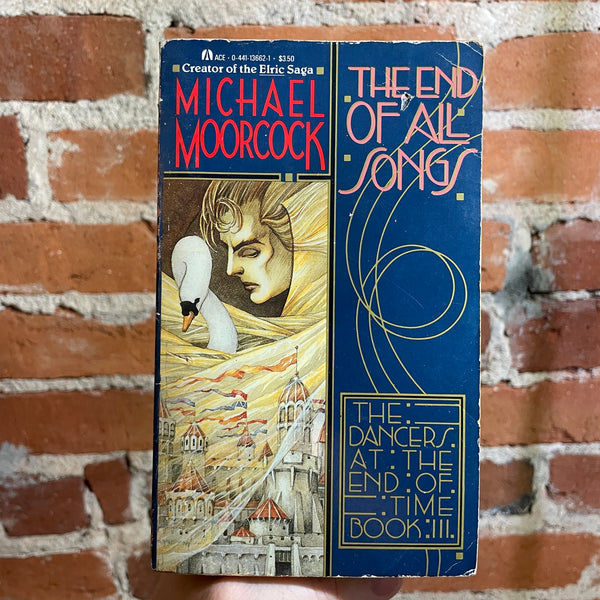 ACE • 0-441-13662-1 • $3.50
Creator of the Elric Saga
MICHAEL
MOORCOCK
THE END
OF ALL
SONGS
THE
DANCERS
AT THE
END OF
TIME
BOOK III